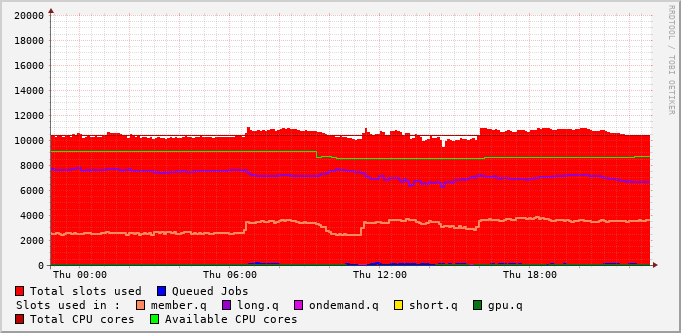 20000
18000
16000
14000
12000
10000
8000
6000
4000
2000
0
Thu 00:00 Thu 06:00 Thu 12:00 Thu 18:00
Total slots used Queued Jobs
Slots used in : member.q long.q ondemand.q short.q gpu.q
Total CPU cores Available CPU cores
RRDTOOL / TOBI OETIKER